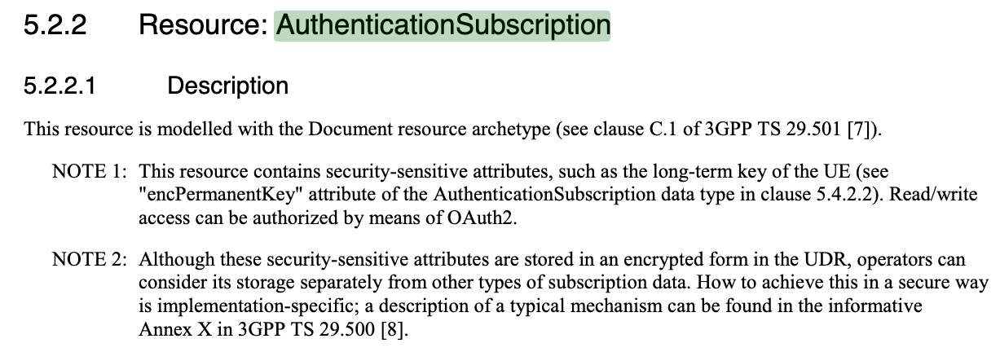 5.2.2 Resource: AuthenticationSubscription
5.2.2.1 Description
This resource is modelled with the Document resource archetype (see clause C.1 of 3GPP TS 29.501 [7]).
NOTE 1: This resource contains security-sensitive attributes, such as the long-term key of the UE (see
"encPermanentKey" attribute of the AuthenticationSubscription data type in clause 5.4.2.2). Read/write
access can be authorized by means of OAuth2.
NOTE 2: Although these security-sensitive attributes are stored in an encrypted form in the UDR, operators can
consider its storage separately from other types of subscription data. How to achieve this in a secure way
is implementation-specific; a description of a typical mechanism can be found in the informative
Annex X in 3GPP TS 29.500 [8].